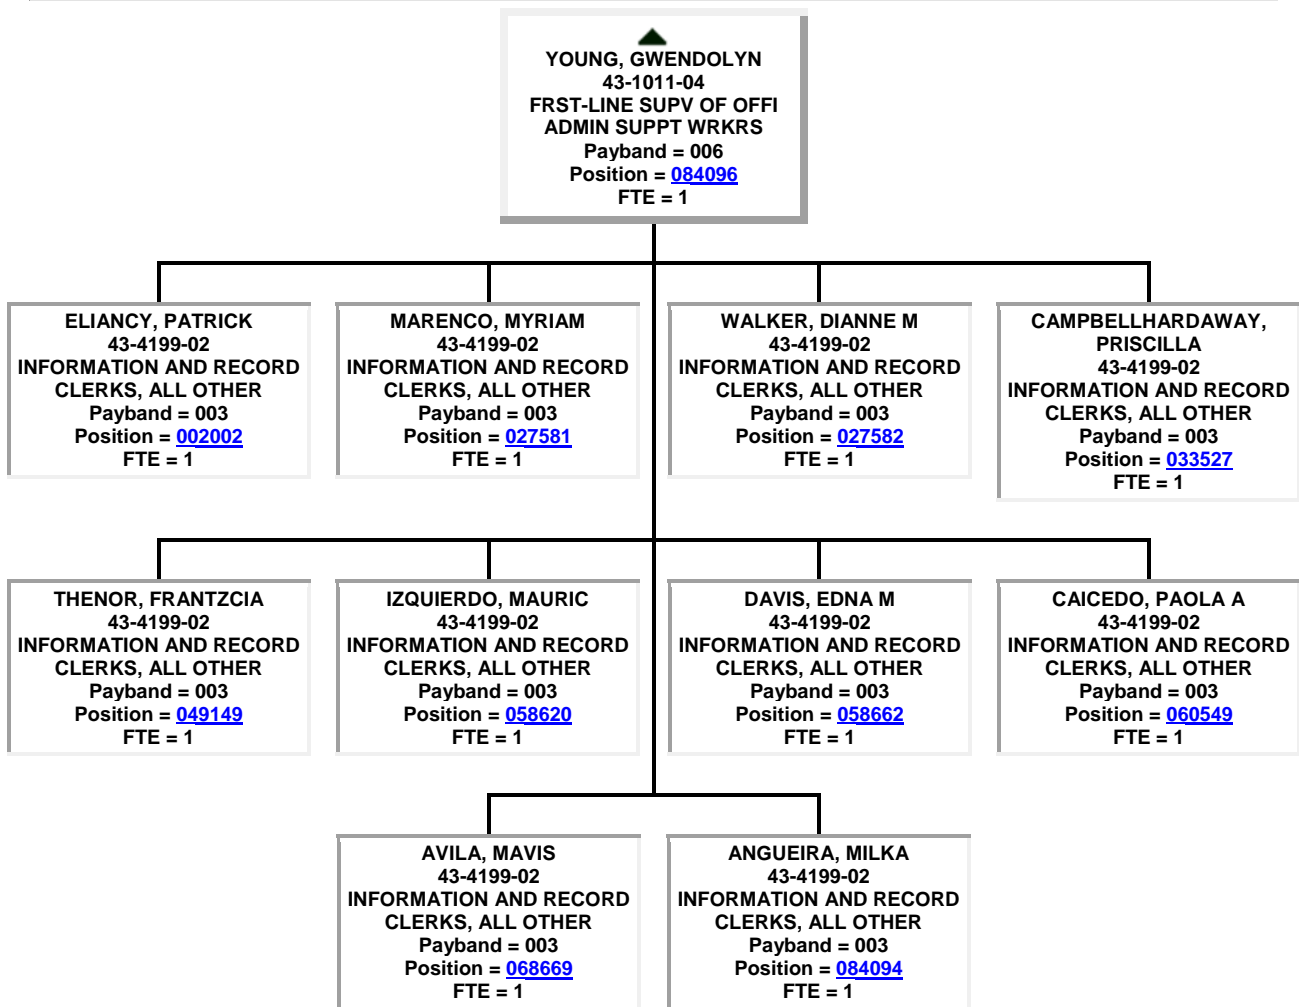 YOUNG, GWENDOLYN
43-1011-04
FRST-LINE SUPV OF OFFI
ADMIN SUPPT WRKRS
Payband = 006
Position = 084096
FTE = 1
ELIANCY, PATRICK
43-4199-02
INFORMATION AND RECORD
CLERKS, ALL OTHER
Payband = 003
Position = 002002
FTE = 1
MARENCO, MYRIAM
43-4199-02
INFORMATION AND RECORD
CLERKS, ALL OTHER
Payband = 003
Position = 027581
FTE = 1
WALKER, DIANNE M
43-4199-02
INFORMATION AND RECORD
CLERKS, ALL OTHER
Payband = 003
Position = 027582
FTE = 1
CAMPBELLHARDAWAY,
PRISCILLA
43-4199-02
INFORMATION AND RECORD
CLERKS, ALL OTHER
Payband = 003
Position = 033527
FTE = 1
THENOR, FRANTZCIA
43-4199-02
INFORMATION AND RECORD
CLERKS, ALL OTHER
Payband = 003
Position = 049149
FTE = 1
IZQUIERDO, MAURIC
43-4199-02
INFORMATION AND RECORD
CLERKS, ALL OTHER
Payband = 003
Position = 058620
FTE = 1
DAVIS, EDNA M
43-4199-02
INFORMATION AND RECORD
CLERKS, ALL OTHER
Payband = 003
Position = 058662
FTE = 1
CAICEDO, PAOLA A
43-4199-02
INFORMATION AND RECORD
CLERKS, ALL OTHER
Payband = 003
Position = 060549
FTE = 1
AVILA, MAVIS
43-4199-02
INFORMATION AND RECORD
CLERKS, ALL OTHER
Payband = 003
Position = 068669
FTE = 1
ANGUEIRA, MILKA
43-4199-02
INFORMATION AND RECORD
CLERKS, ALL OTHER
Payband = 003
Position = 084094
FTE = 1